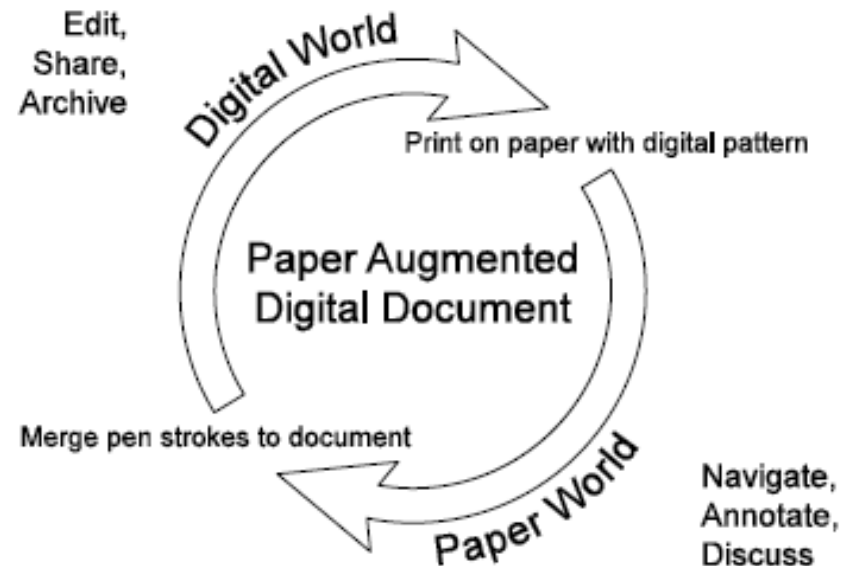 Edit,
Share,
Archive
Digital World
Print on paper with digital pattern
Paper Augmented
Digital Document
Merge pen strokes to document
Paper World
Navigate,
Annotate,
Discuss